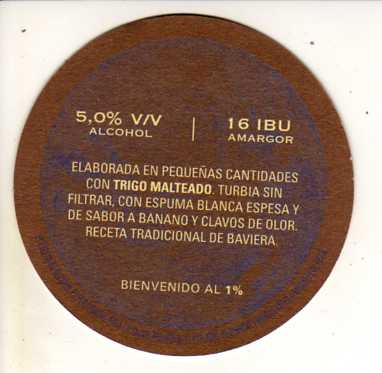 5,0% V/V
ALCOHOL
16 IBU
AMARGOR
ELABORADA EN PEQUEÑAS CANTIDADES
CON TRIGO MALTEADO. TURBIA SIN
FILTRAR, CON ESPUMA BLANCA ESPESA Y
DE SABOR A BANANO Y CLAVOS DE OLOR.
RECETA TRADICIONAL DE BAVIERA.
BIENVENIDO AL 1%